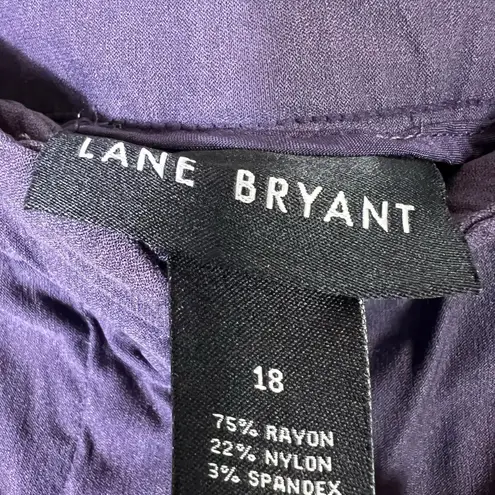 LANE BRYANT
18
75% RAYON
22% NYLON
3% SPANDEX